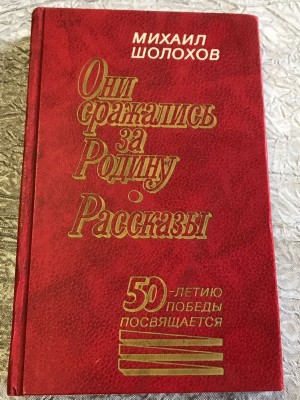 МИХАИЛ
ШОЛОХОВ
Они
сражались
за
Родину
Рассказы
50-ЛЕТИЮ
ПОБЕДЫ
ПОСВЯЩАЕТСЯ